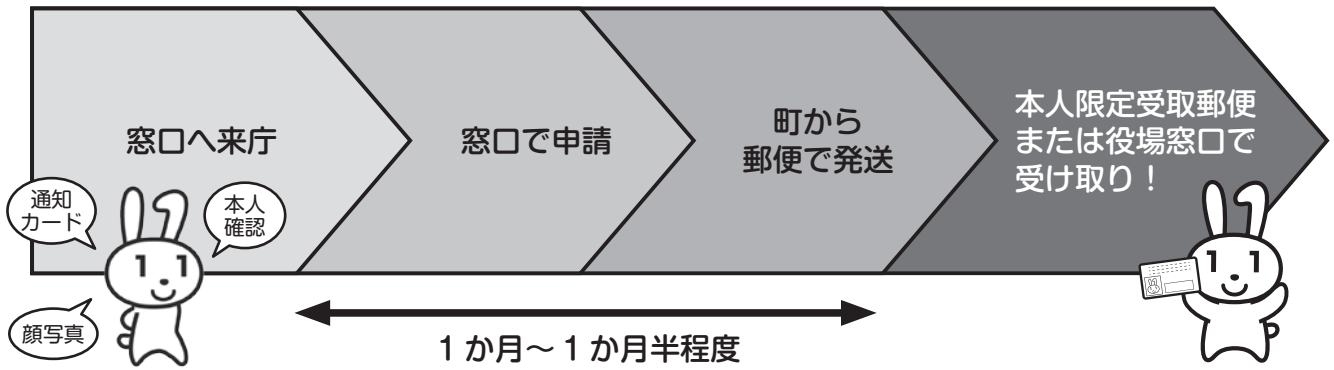 窓口へ来庁
窓口で申請
町から
郵便で発送
本人限定受取郵便
または役場窓口で
受け取り！
通知
カード
本人
確認
顔写真
1か月～1か月半程度